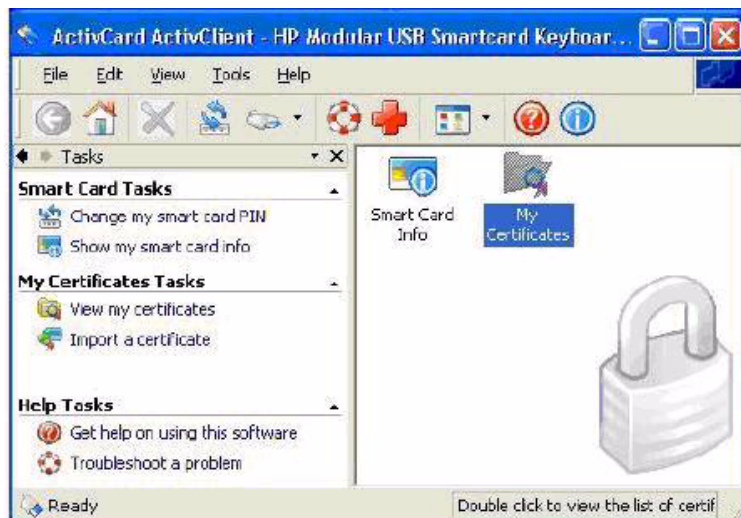 ActivCard ActivClient - HP Modular USB Smartcard Keyboar...
File Edit View Tools Help
Tasks
Smart Card Tasks
Change my smart card PIN
Show my smart card info
My Certificates Tasks
View my certificates
Import a certificate
Help Tasks
Get help on using this software
Troubleshoot a problem
Smart Card
Info
My
Certificates
Ready
Double click to view the list of certif